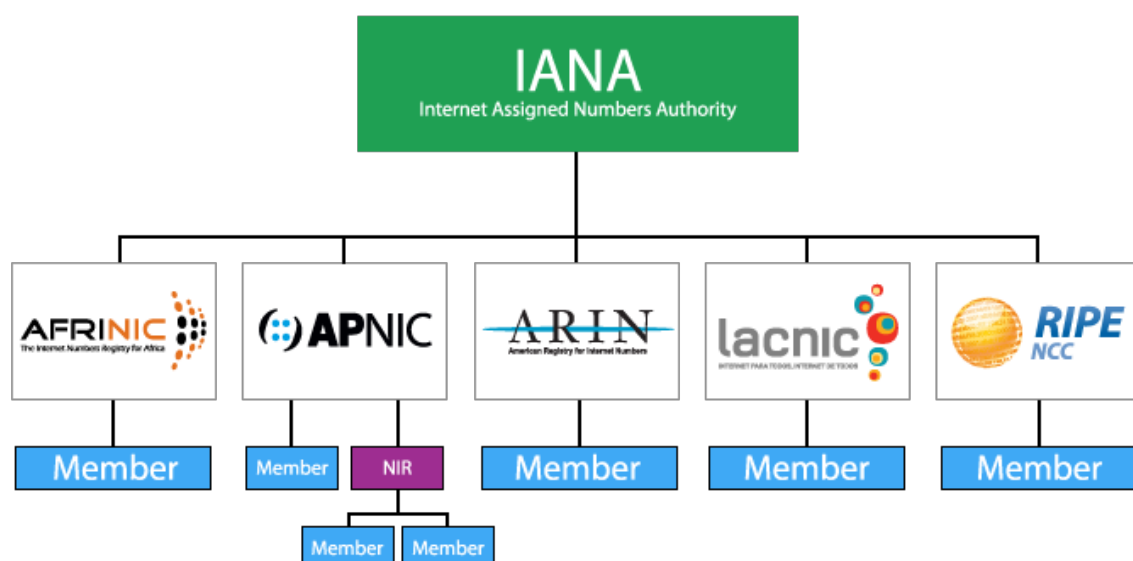 IANA
Internet Assigned Numbers Authority
AFRINIC
The Internet Numbers Registry for Africa
APNIC
ARIN
American Registry for Internet Numbers
lacnic
INTERNET PARA TODOS, INTERNET DE TODOS
RIPE
NCC
Member
Member
NIR
Member
Member
Member
Member
Member